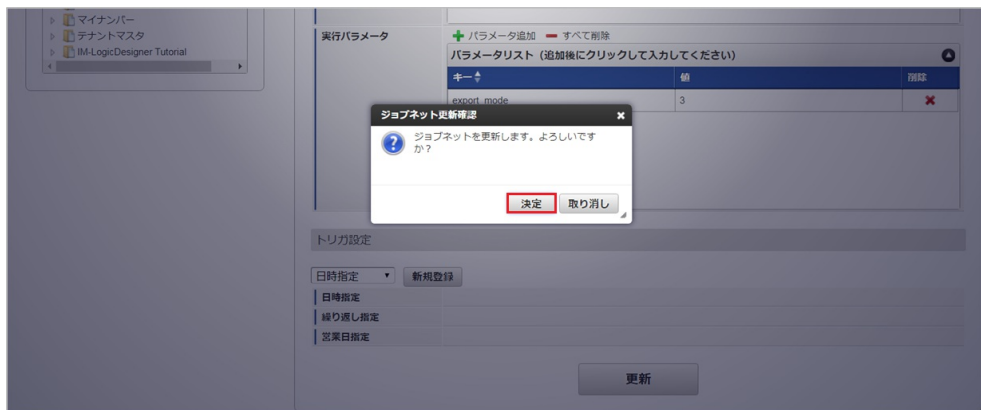 マイナンバー
テナントマスタ
IM-LogicDesigner Tutorial
実行パラメータ
パラメータ追加 すべて削除
パラメータリスト（追加後にクリックして入力してください）
キー 値 削除
export_mode 3
ジョブネット更新確認
ジョブネットを更新します。よろしいです
か？
決定 取り消し
トリガ設定
日時指定 新規登録
日時指定
繰り返し指定
営業日指定
更新